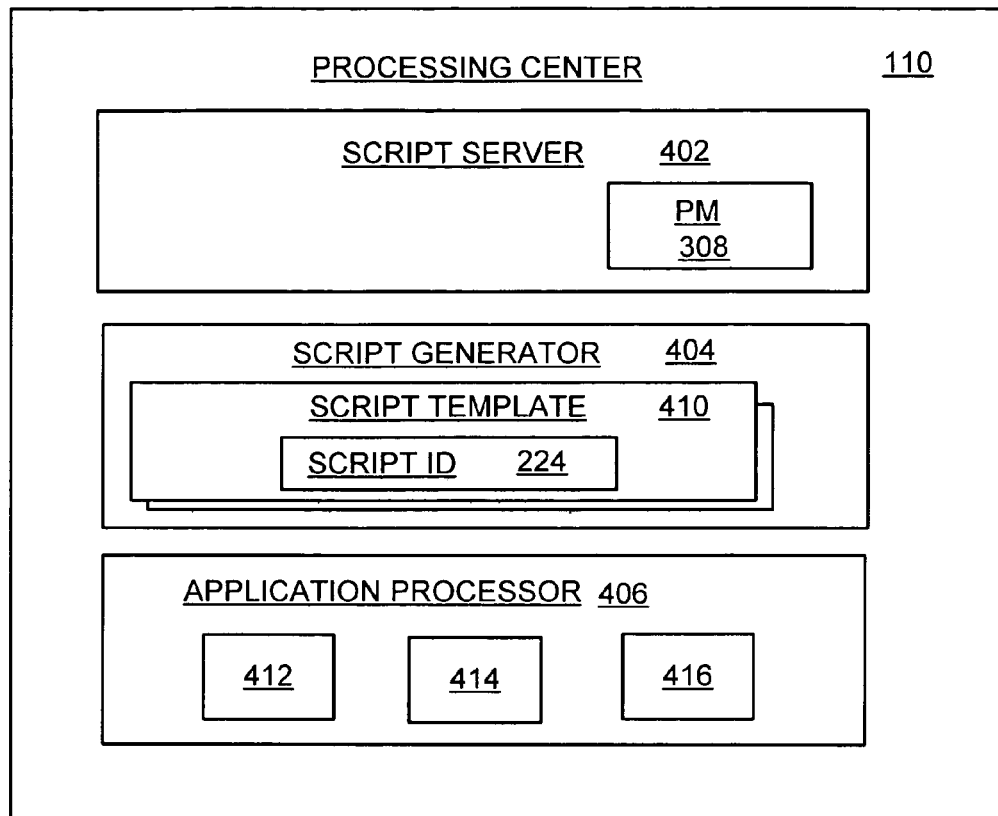 PROCESSING CENTER 110
SCRIPT SERVER 402
PM
308
SCRIPT GENERATOR 404
SCRIPT TEMPLATE 410
SCRIPT ID 224
APPLICATION PROCESSOR 406
412 414 416